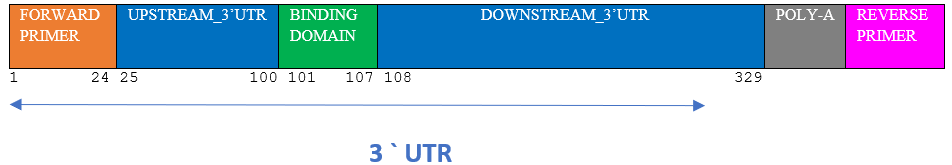 FORWARD PRIMER
UPSTREAM_3’UTR
BINDING DOMAIN
DOWNSTREAM_3’UTR
POLY-A
REVERSE PRIMER
1 24 25 100 101 107 108 329
3 ` UTR